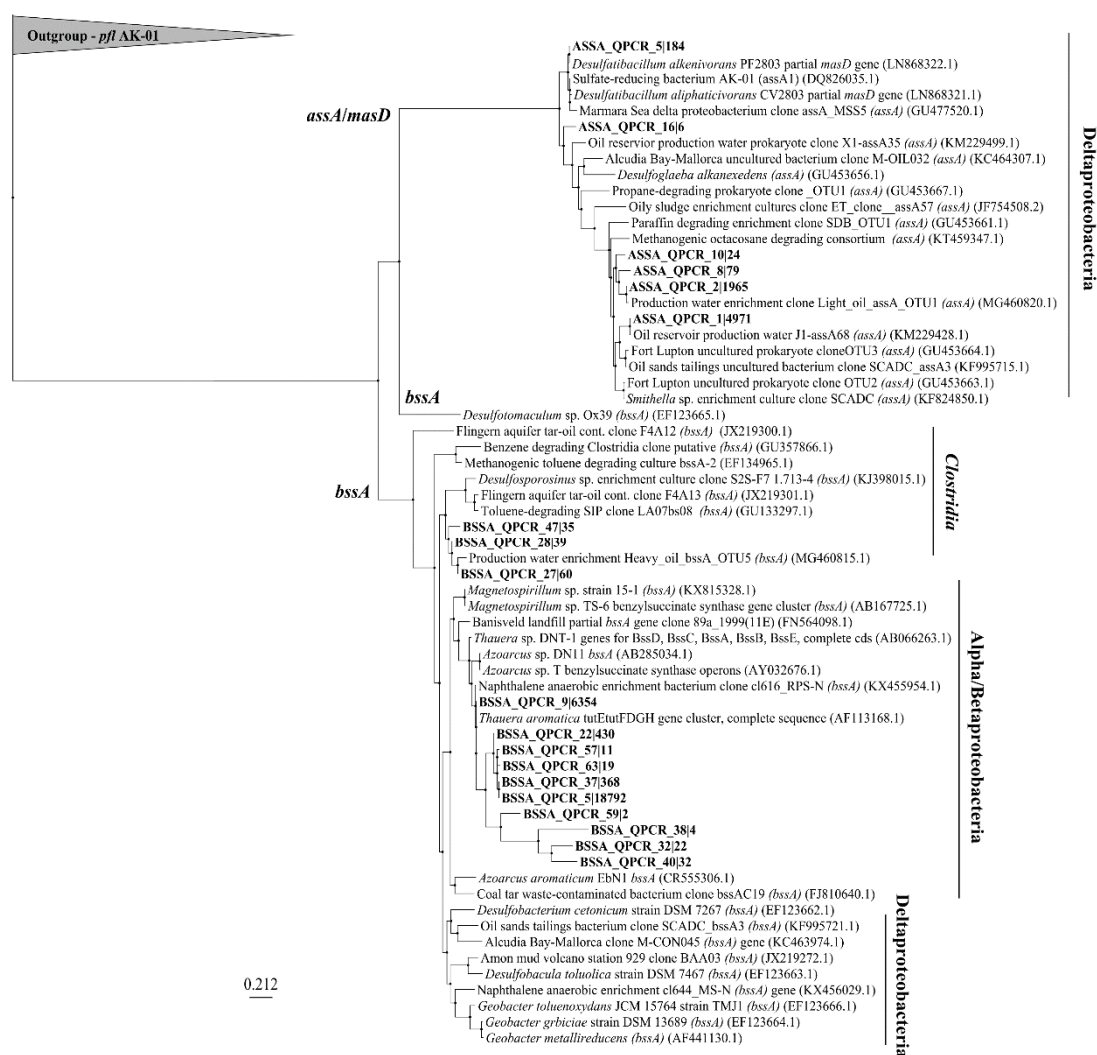 Outgroup - pfl AK-01
assA/masD
ASSA_QPCR_5|184
Desulfatibacillum alkenivorans PF2803 partial masD gene (LN868322.1)
Sulfate-reducing bacterium AK-01 (assA1) (DQ826035.1)
Desulfatibacillum aliphaticivorans CV2803 partial masD gene (LN868321.1)
Marmara Sea delta proteobacterium clone assA_MSS5 (GU477520.1)
ASSA_QPCR_16|6
Oil reservior production water prokaryote clone X1-assA35 (KM229499.1)
Alcudia Bay-Mallorca uncultured bacterium clone M-OIL032 (assA) (KC464307.1)
Desulfoglaeba alkanexedens (assA) (GU453656.1)
Propane-degrading prokaryote clone _OTU1 (assA) (GU453667.1)
Oily sludge enrichment cultures clone ET_clone__assA57 (assA) (JF754508.2)
Paraffin degrading enrichment clone SDB_OTU1 (assA) (GU453661.1)
Methanogenic octacosane degrading consortium (assA) (KT459347.1)
ASSA_QPCR_10|24
ASSA_QPCR_8|79
ASSA_QPCR_2|1965
Production water enrichment clone Light_oil_assA_OTU1 (assA) (MG460820.1)
ASSA_QPCR_1|4971
Oil reservoir production water J1-assA68 (assA) (KM229428.1)
Fort Lupton uncultured prokaryote cloneOTU3 (assA) (GU453664.1)
Oil sands tailings uncultured bacterium clone SCADC_assA3 (KF995715.1)
Fort Lupton uncultured prokaryote clone OTU2 (assA) (GU453663.1)
Smithella sp. enrichment culture clone SCADC (assA) (KF824850.1)
Deltaproteobacteria
bssA
Desulfotomaculum sp. Ox39 (bssA) (EF123665.1)
bssA
Flingern aquifer tar-oil cont. clone F4A12 (bssA) (JX219300.1)
Benzene degrading Clostridia clone putative (bssA) (GU357866.1)
Methanogenic toluene degrading culture bssA-2 (EF134965.1)
Desulfosporosinus sp. enrichment culture clone S2S-F7 1.713-4 (bssA) (KJ398015.1)
Flingern aquifer tar-oil cont. clone F4A13 (bssA) (JX219301.1)
Toluene-degrading SIP clone LA07bs08 (bssA) (GU133297.1)
BSSA_QPCR_47|35
BSSA_QPCR_28|39
Production water enrichment Heavy_oil_bssA_OTU5 (bssA) (MG460815.1)
BSSA_QPCR_27|60
Clostridia
Magnetospirillum sp. strain 15-1 (bssA) (KX815328.1)
Magnetospirillum sp. TS-6 benzylsuccinate synthase gene cluster (bssA) (AB167725.1)
Banisveld landfill partial bssA gene clone 89a_1999(11E) (FN564098.1)
Thauera sp. DNT-1 genes for BssD, BssC, BssA, BssB, BssE, complete cds (AB066263.1)
Azoarcus sp. DN11 bssA (AB285034.1)
Azoarcus sp. T benzylsuccinate synthase operons (AY032676.1)
Naphthalene anaerobic enrichment bacterium clone cl616_RPS-N (bssA) (KX455954.1)
BSSA_QPCR_9|6354
Thauera aromatica tutEtutFDGH gene cluster, complete sequence (AF113168.1)
BSSA_QPCR_22|430
BSSA_QPCR_57|11
BSSA_QPCR_63|19
BSSA_QPCR_37|368
BSSA_QPCR_5|18792
BSSA_QPCR_59|2
BSSA_QPCR_38|4
BSSA_QPCR_32|22
BSSA_QPCR_40|32
Azoarcus aromaticum EbN1 bssA (CR555306.1)
Coal tar waste-contaminated bacterium clone bssAC19 (bssA) (FJ810640.1)
Alpha/Betaproteobacteria
Desulfobacterium cetonicum strain DSM 7267 (bssA) (EF123662.1)
Oil sands tailings bacterium clone SCADC_bssA3 (bssA) (KF995721.1)
Alcudia Bay-Mallorca clone M-CON045 (bssA) gene (KC463974.1)
Amon mud volcano station 929 clone BAA03 (bssA) (JX219272.1)
Desulfobacula toluolica strain DSM 7467 (bssA) (EF123663.1)
Naphthalene anaerobic enrichment cl644_MS-N (bssA) gene (KX456029.1)
Geobacter toluenoxydans JCM 15764 strain TMJ1 (bssA) (EF123666.1)
Geobacter grbiciae strain DSM 13689 (bssA) (EF123664.1)
Geobacter metallireducens (bssA) (AF441130.1)
Deltaproteobacteria
0.212